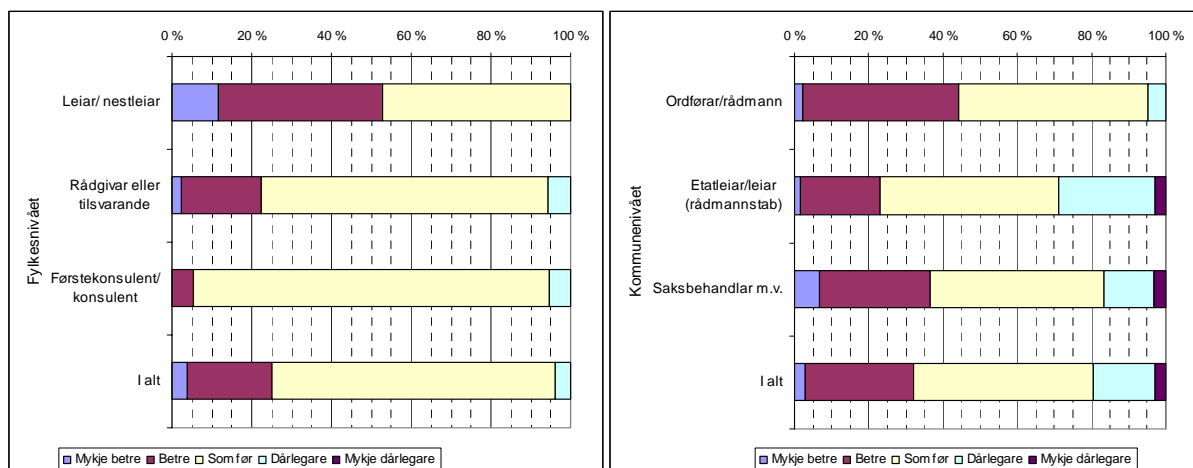 0 % 20 % 40 % 60 % 80 % 100 %
Fylkesnivået
Leiar/ nestleiar
Rådgivar eller
tilsvarande
Førstekonsulent/
konsulent
I alt
Mykje betre Betre Som før Dårlegare Mykje dårlegare
0 % 20 % 40 % 60 % 80 % 100 %
Kommunenivået
Ordførar/rådmann
Etatleiar/leiar
(rådmannstab)
Saksbehandlar m.v.
I alt
Mykje betre Betre Som før Dårlegare Mykje dårlegare